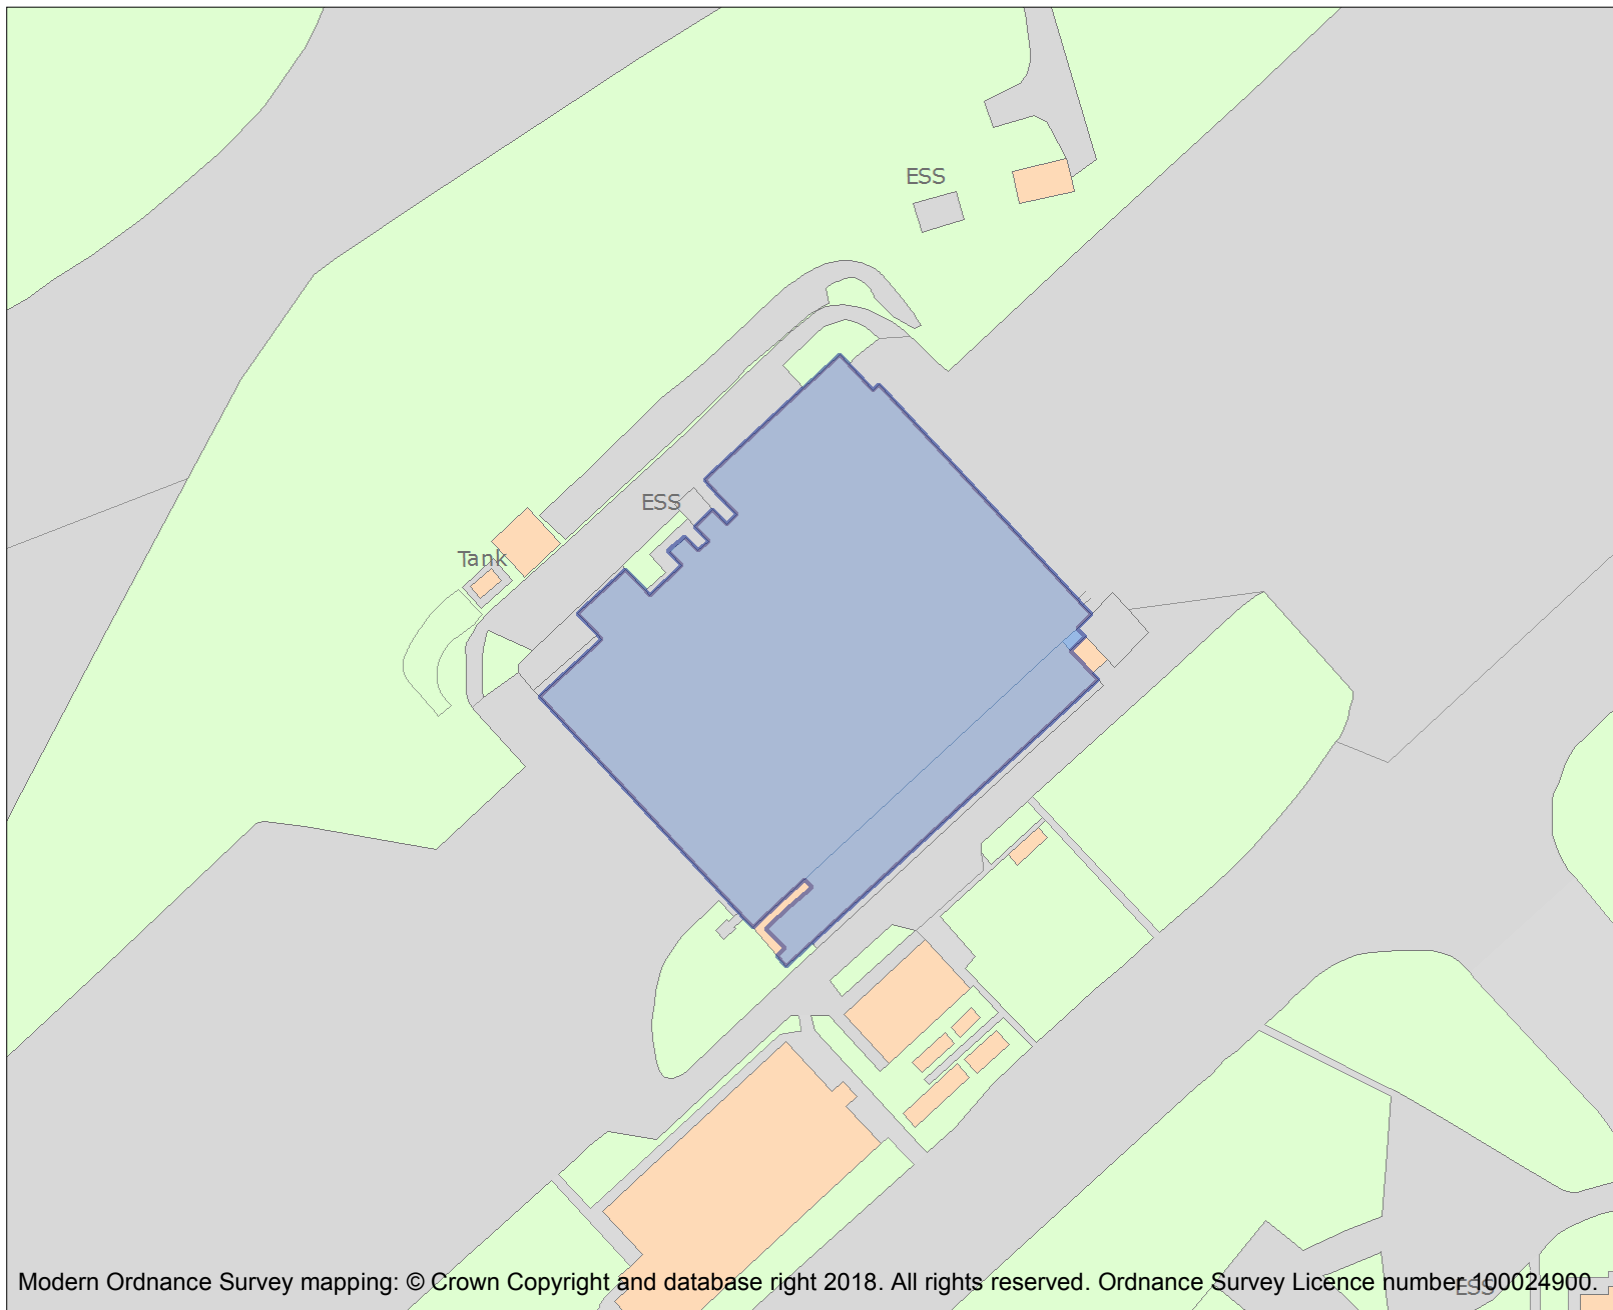 ESS
ESS
Tank
ESS
Modern Ordnance Survey mapping: © Crown Copyright and database right 2018. All rights reserved. Ordnance Survey Licence number 100024900.